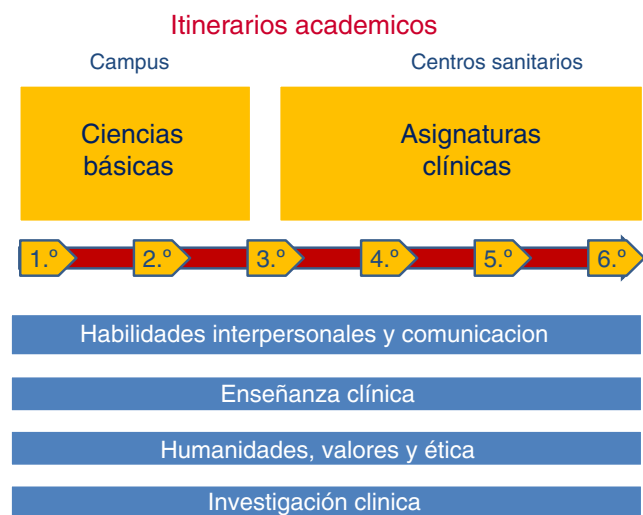 Itinerarios academicos
Campus
Centros sanitarios
Ciencias
básicas
Asignaturas
clínicas
1.º 2.º 3.º 4.º 5.º 6.º
Habilidades interpersonales y comunicacion
Enseñanza clínica
Humanidades, valores y ética
Investigación clinica